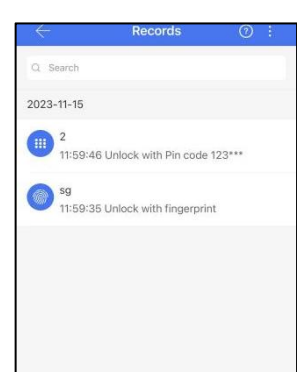 Records
Search
2023-11-15
2
11:59:46 Unlock with Pin code 123***
sg
11:59:35 Unlock with fingerprint